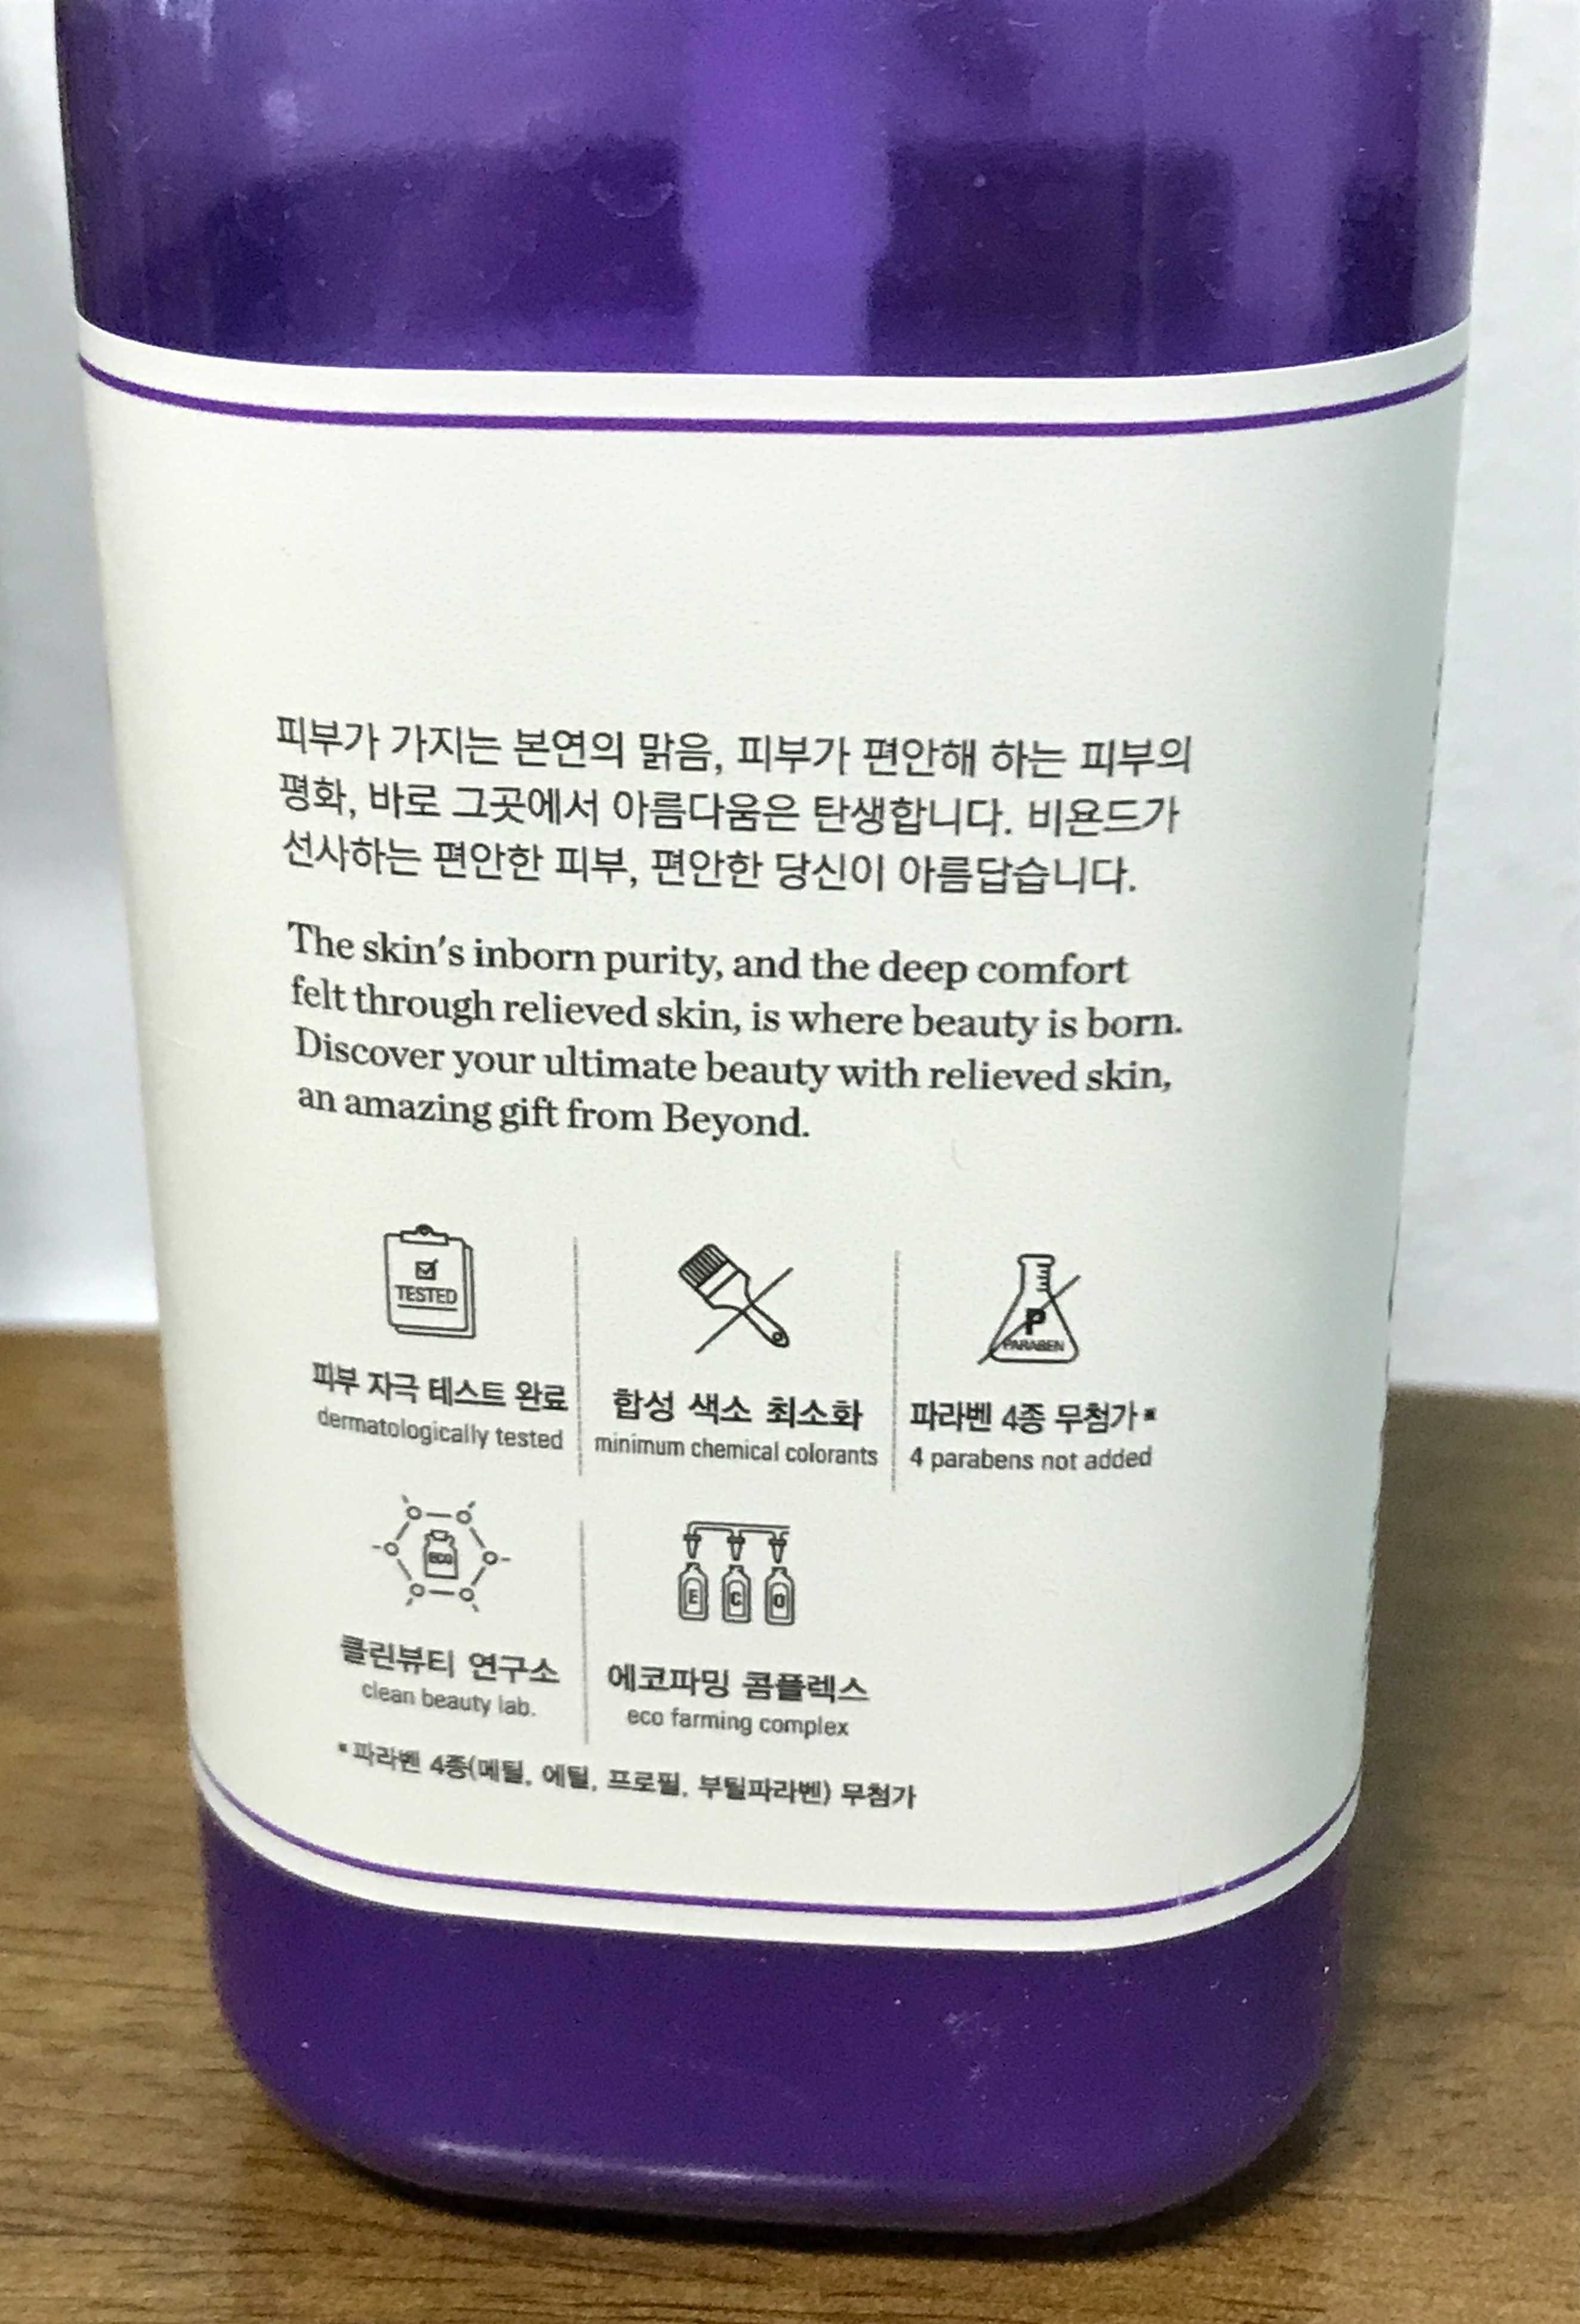 피부가 가지는 본연의 맑음, 피부가 편안해 하는 피부의
평화, 바로 그곳에서 아름다움은 탄생합니다. 비욘드가
선사하는 편안한 피부, 편안한 당신이 아름답습니다.
The skin's inborn purity, and the deep comfort
felt through relieved skin, is where beauty is born.
Discover your ultimate beauty with relieved skin,
an amazing gift from Beyond.
TESTED
피부 자극 테스트 완료
dermatologically tested
합성 색소 최소화
minimum chemical colorants
P
PARABEN
파라벤 4종 무첨가*
4 parabens not added
ECO
클린뷰티 연구소
clean beauty lab.
E C O
에코파밍 콤플렉스
eco farming complex
*파라벤 4종(메틸, 에틸, 프로필, 부틸파라벤) 무첨가